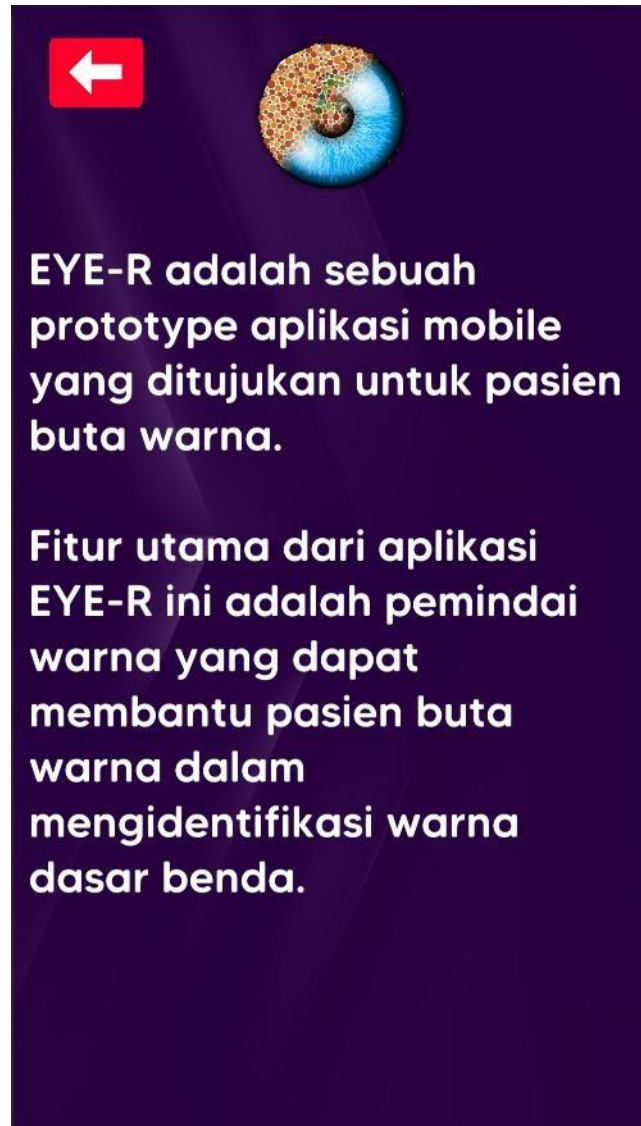 EYE-R adalah sebuah
prototype aplikasi mobile
yang ditujukan untuk pasien
buta warna.
Fitur utama dari aplikasi
EYE-R ini adalah pemindai
warna yang dapat
membantu pasien buta
warna dalam
mengidentifikasi warna
dasar benda.